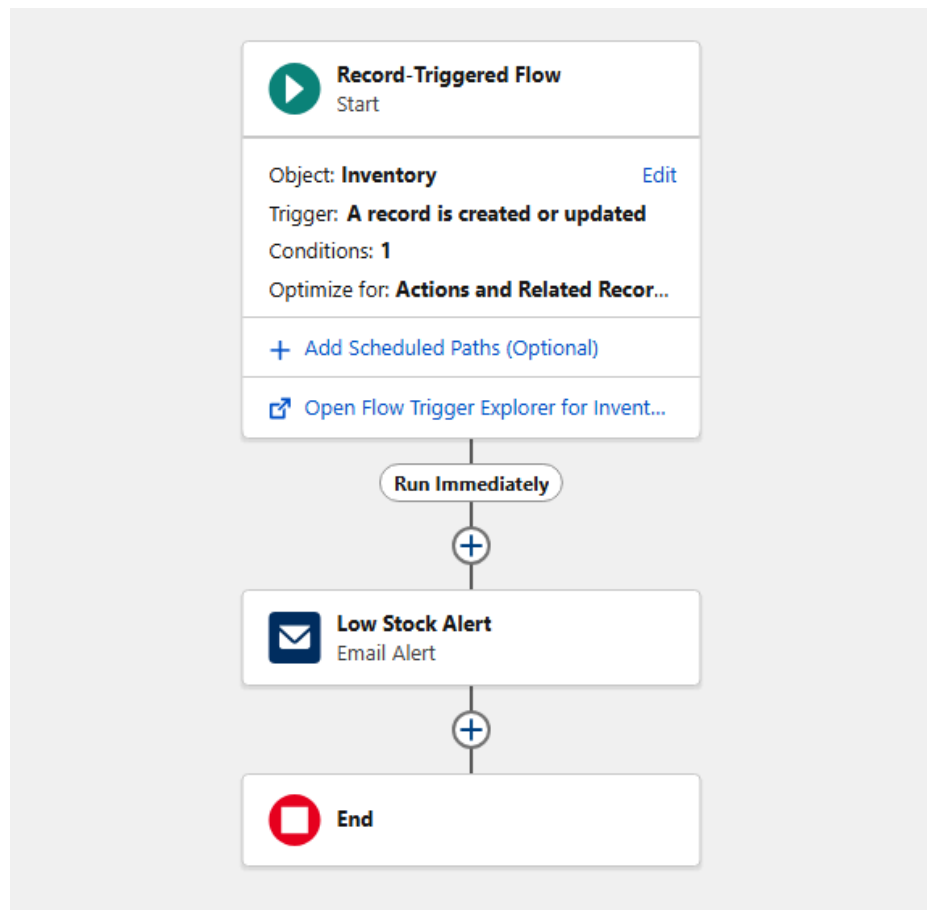 Record-Triggered Flow
Start
Object: Inventory Edit
Trigger: A record is created or updated
Conditions: 1
Optimize for: Actions and Related Recor...
Add Scheduled Paths (Optional)
Open Flow Trigger Explorer for Invent...
Run Immediately
Low Stock Alert
Email Alert
End